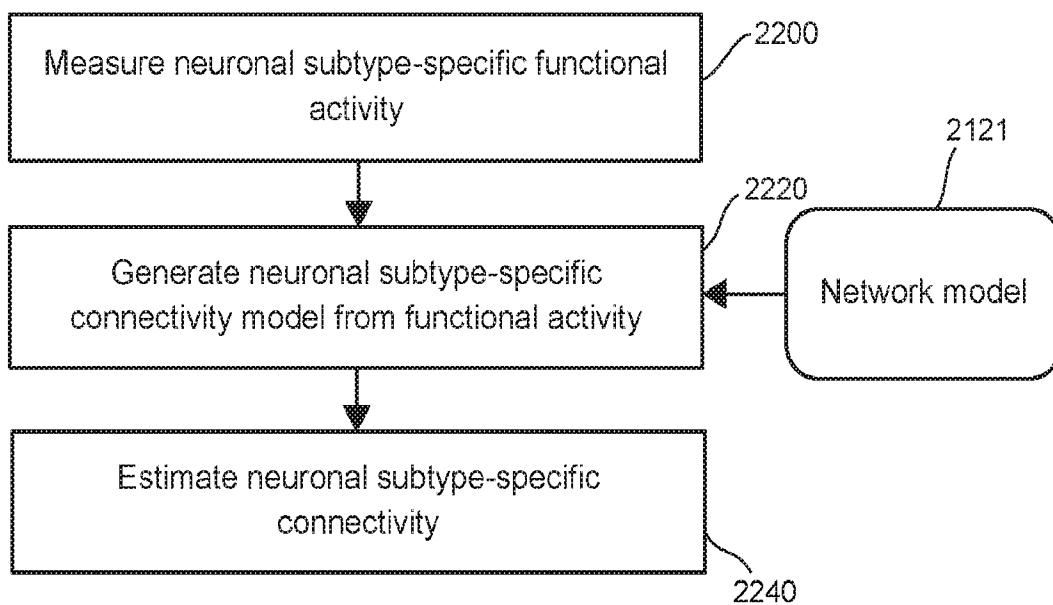 2200
Measure neuronal subtype-specific functional
activity
2121
2220
Generate neuronal subtype-specific
connectivity model from functional activity
Network model
Estimate neuronal subtype-specific
connectivity
2240